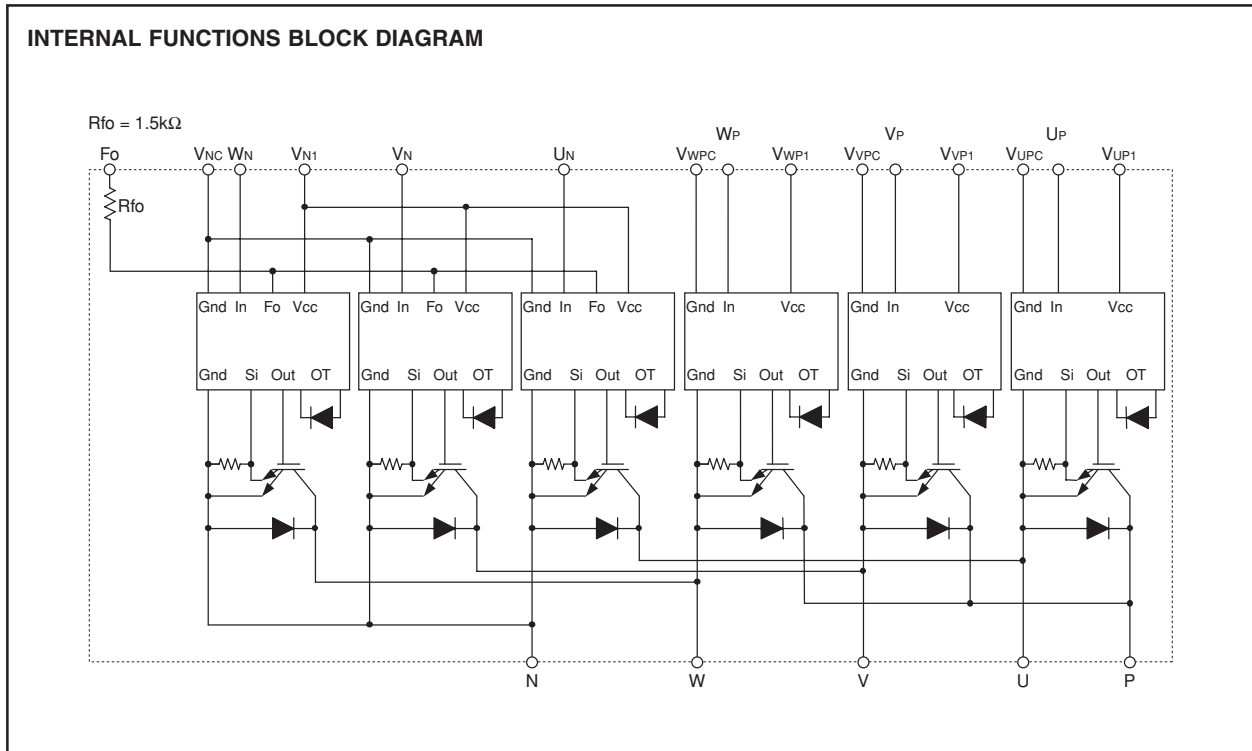 INTERNAL FUNCTIONS BLOCK DIAGRAM
Rfo = 1.5kΩ
WP VP UP
Fo VNC WN VN1 VN UN VWPC VWP1 VVPC VVP1 VUPC VUP1
Rfo
Gnd In Fo Vcc Gnd In Fo Vcc Gnd In Fo Vcc Gnd In Vcc Gnd In Vcc Gnd In Vcc
Gnd Si Out OT Gnd Si Out OT Gnd Si Out OT Gnd Si Out OT Gnd Si Out OT Gnd Si Out OT
N W V U P